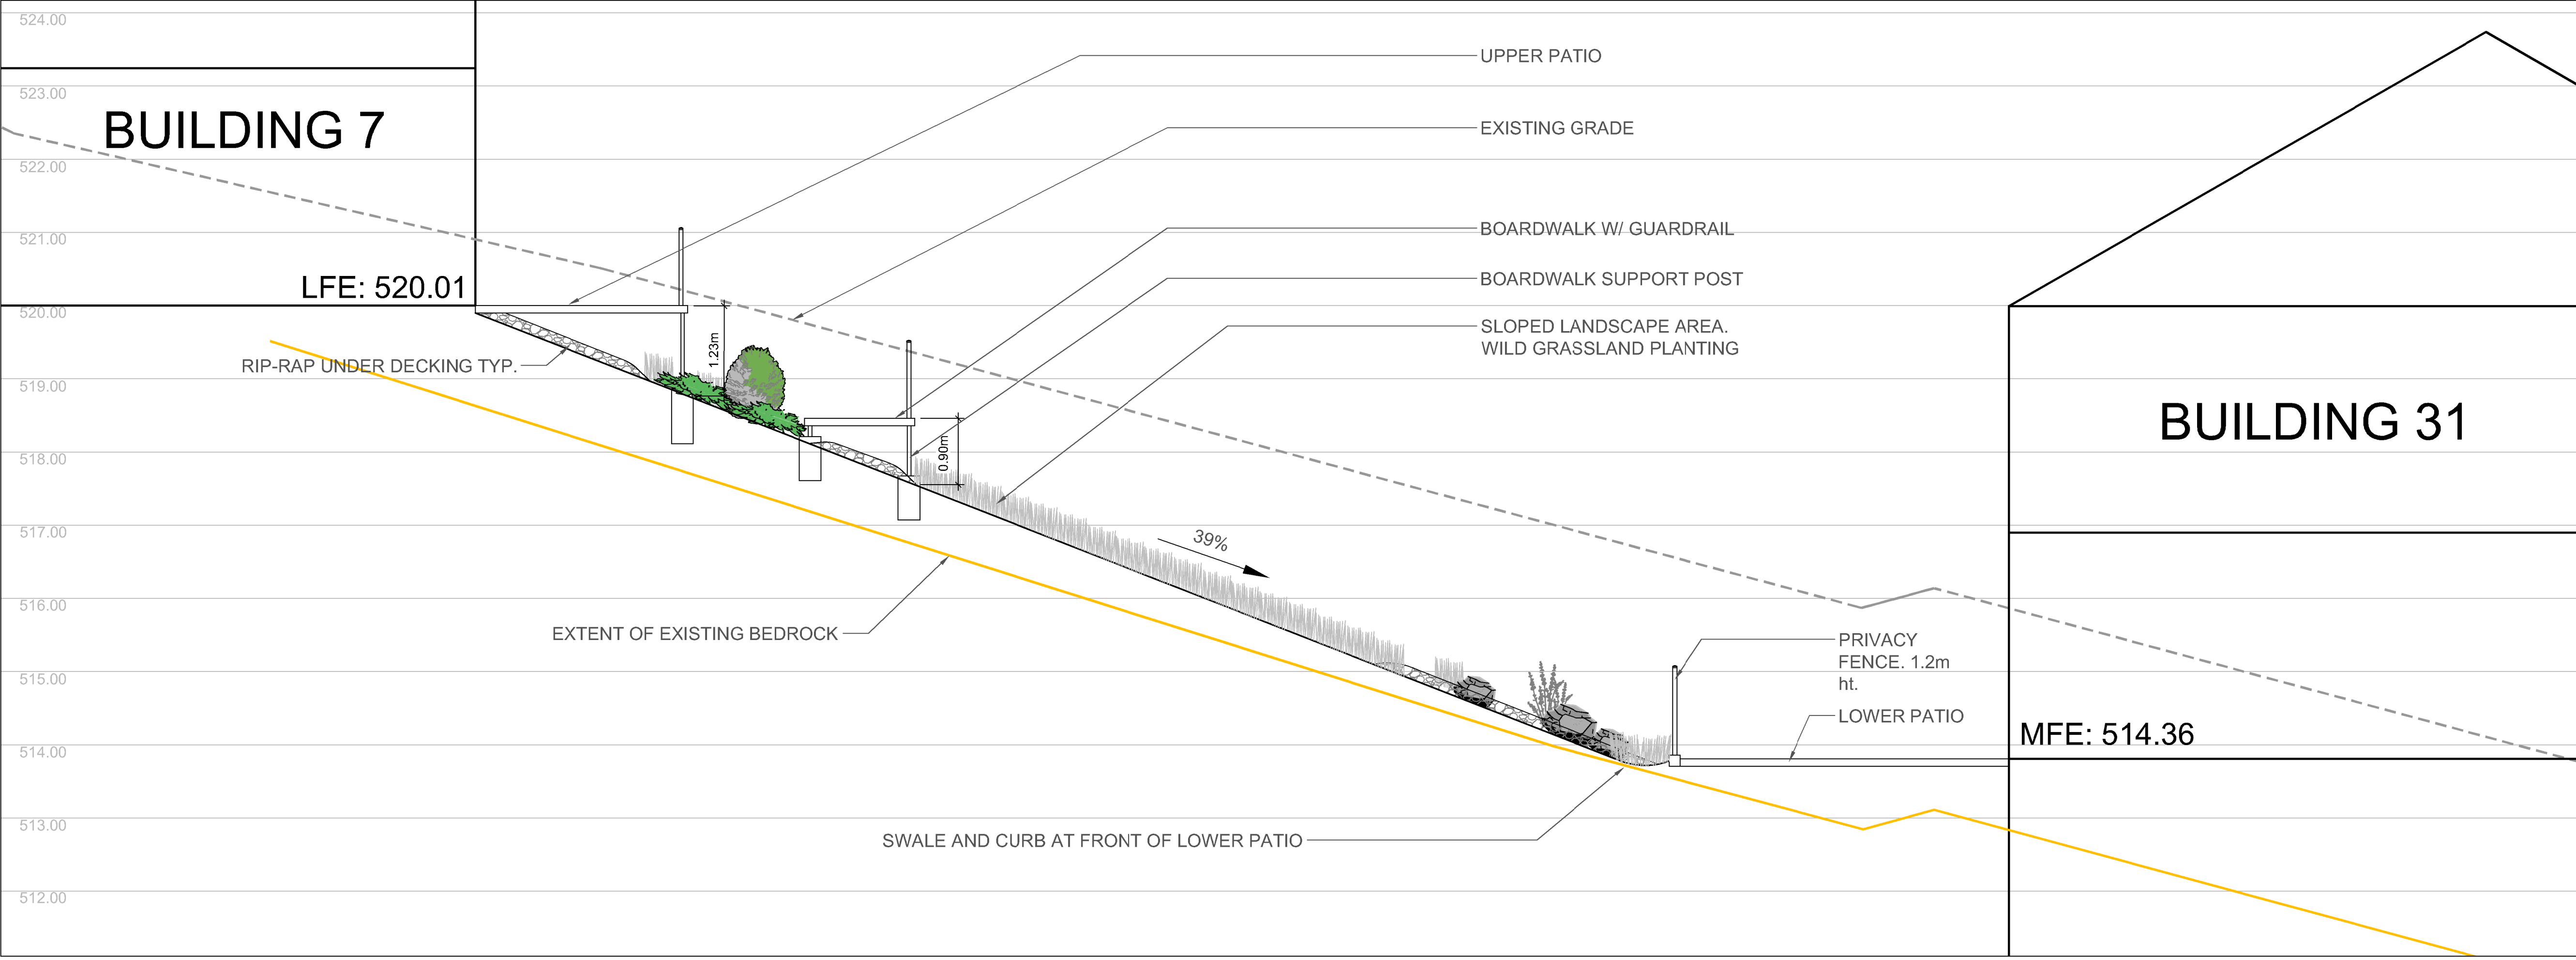 524.00
UPPER PATIO
523.00
BUILDING 7
EXISTING GRADE
522.00
521.00
BOARDWALK W/ GUARDRAIL
LFE: 520.01
BOARDWALK SUPPORT POST
520.00
SLOPED LANDSCAPE AREA.
WILD GRASSLAND PLANTING
1.23m
RIP-RAP UNDER DECKING TYP.
519.00
BUILDING 31
518.00
0.90m
517.00
39%
516.00
EXTENT OF EXISTING BEDROCK
PRIVACY
FENCE. 1.2m
ht.
515.00
LOWER PATIO
MFE: 514.36
514.00
513.00
SWALE AND CURB AT FRONT OF LOWER PATIO
512.00